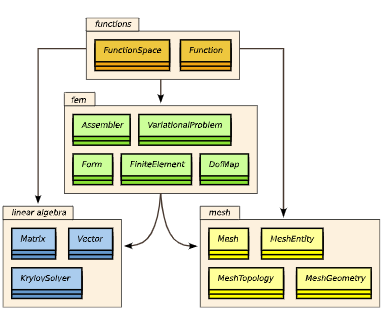 functions
FunctionSpace Function
fem
Assembler VariationalProblem
Form FiniteElement DofMap
linear algebra mesh
Matrix Vector Mesh MeshEntity
KrylovSolver MeshTopology MeshGeometry